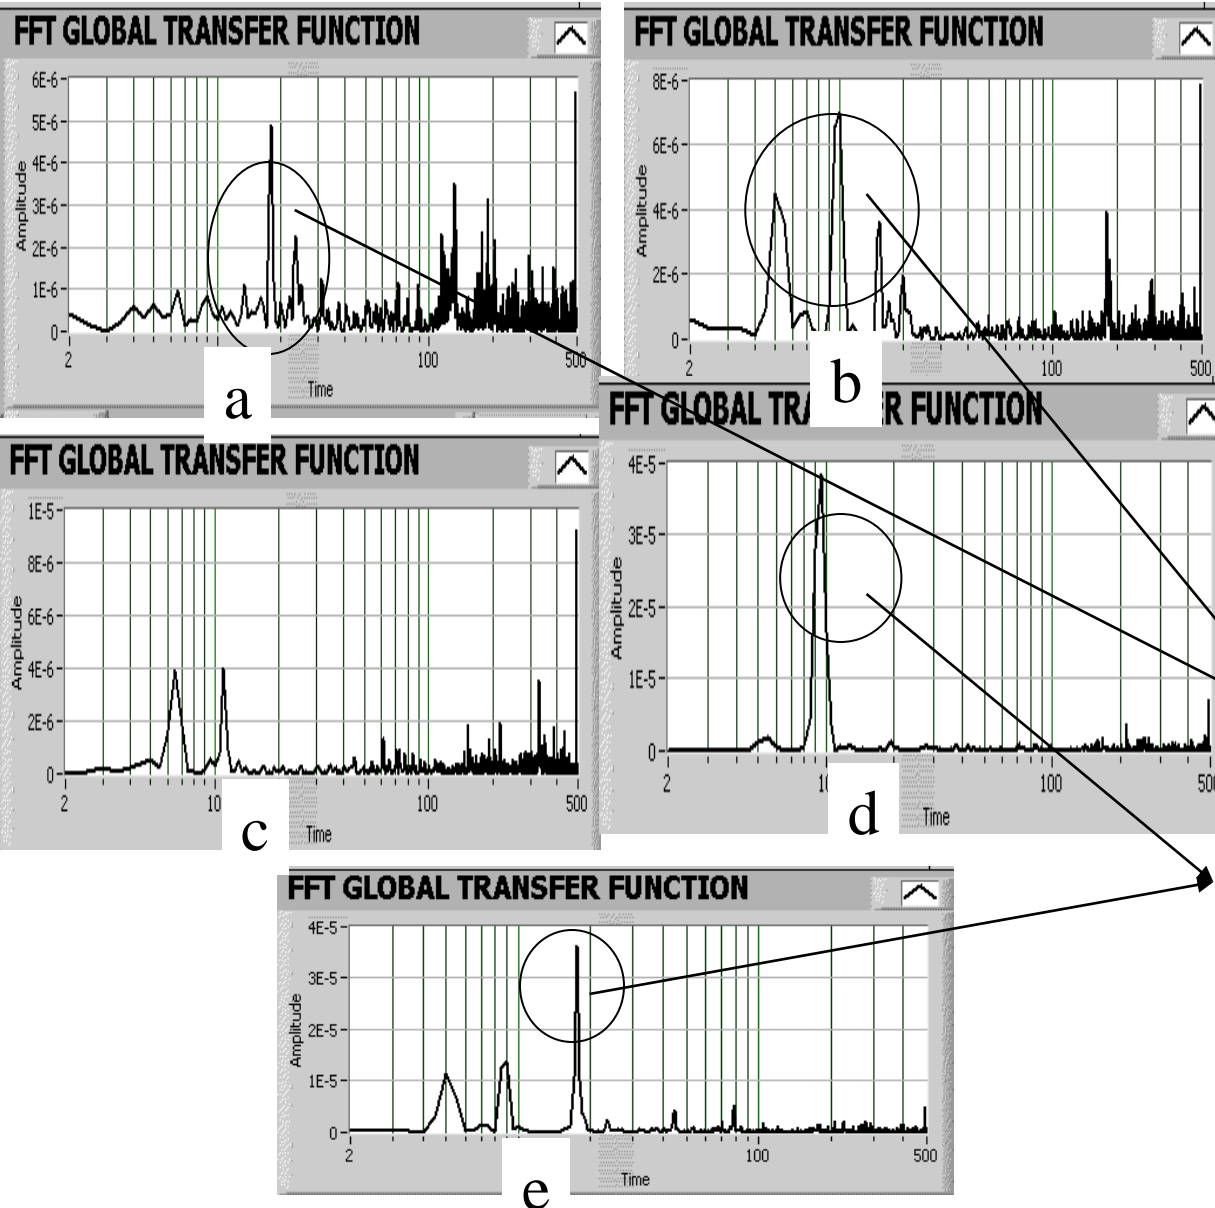 FFT GLOBAL TRANSFER FUNCTION
6E-6
5E-6
4E-6
3E-6
2E-6
1E-6
0
Amplitude
2 100 500
Time
a
FFT GLOBAL TRANSFER FUNCTION
8E-6
6E-6
4E-6
2E-6
0
Amplitude
2 100 500
b
FFT GLOBAL TRANSFER FUNCTION
1E-5
8E-6
6E-6
4E-6
2E-6
0
Amplitude
2 10 100 500
Time
c
FFT GLOBAL TRA R FUNCTION
4E-5
3E-5
2E-5
1E-5
0
Amplitude
2 10 100 50
Time
d
FFT GLOBAL TRANSFER FUNCTION
4E-5
3E-5
2E-5
1E-5
0
Amplitude
2 100 500
Time
e